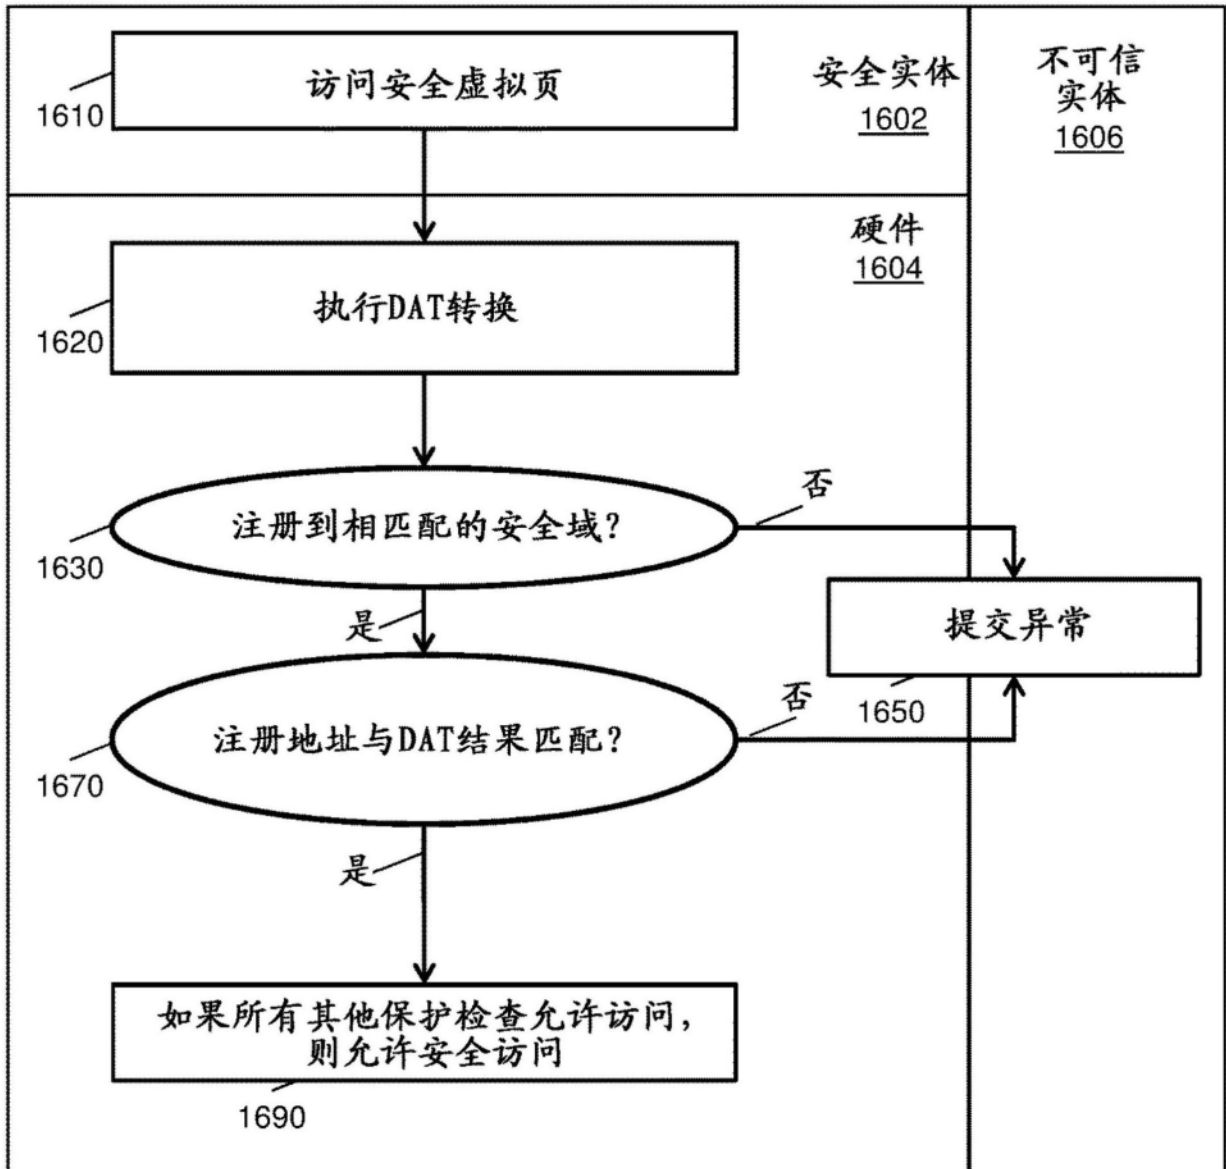 访问安全虚拟页
1610
安全实体
1602
不可信
实体
1606
硬件
1604
执行DAT转换
1620
注册到相匹配的安全域?
1630
否
是
提交异常
1650
注册地址与DAT结果匹配?
1670
否
是
如果所有其他保护检查允许访问,
则允许安全访问
1690